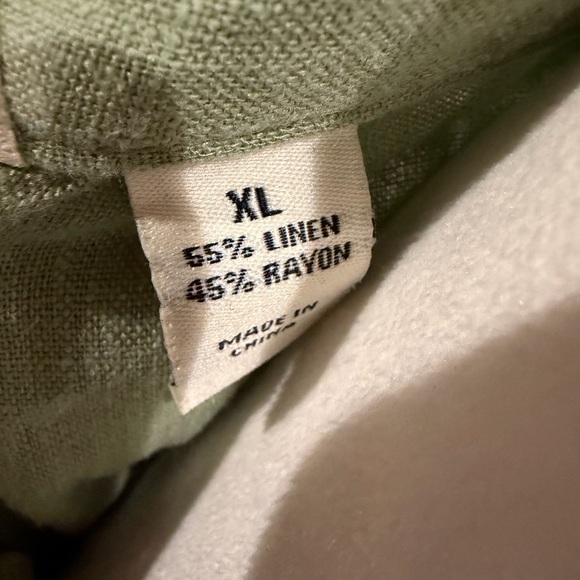 XL
55% LINEN
45% RAYON
MADE IN
CHINA